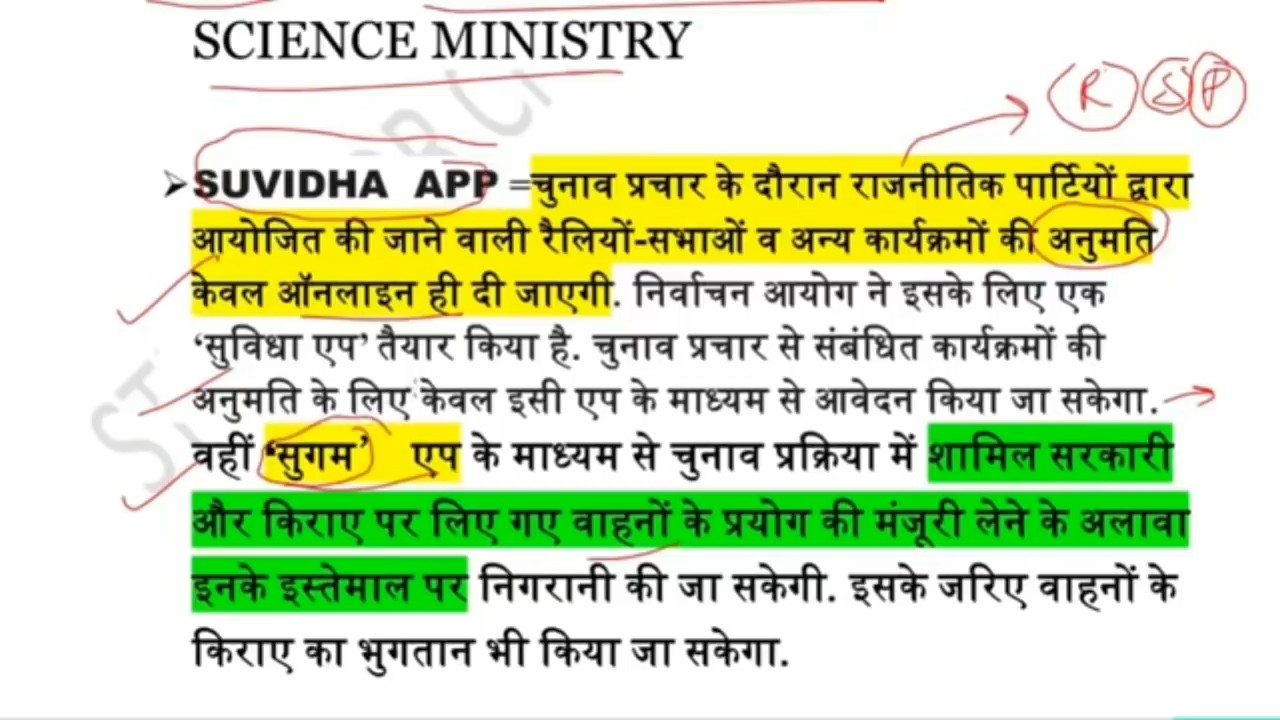 SCIENCE MINISTRY
R S P
➤ SUVIDHA APP =चुनाव प्रचार के दौरान राजनीतिक पार्टियों द्वारा
आयोजित की जाने वाली रैलियों-सभाओं व अन्य कार्यक्रमों की अनुमति
केवल ऑनलाइन ही दी जाएगी. निर्वाचन आयोग ने इसके लिए एक
‘सुविधा एप’ तैयार किया है. चुनाव प्रचार से संबंधित कार्यक्रमों की
अनुमति के लिए केवल इसी एप के माध्यम से आवेदन किया जा सकेगा.
वहीं ‘सुगम’ एप के माध्यम से चुनाव प्रक्रिया में शामिल सरकारी
और किराए पर लिए गए वाहनों के प्रयोग की मंजूरी लेने के अलावा
इनके इस्तेमाल पर निगरानी की जा सकेगी. इसके जरिए वाहनों के
किराए का भुगतान भी किया जा सकेगा.